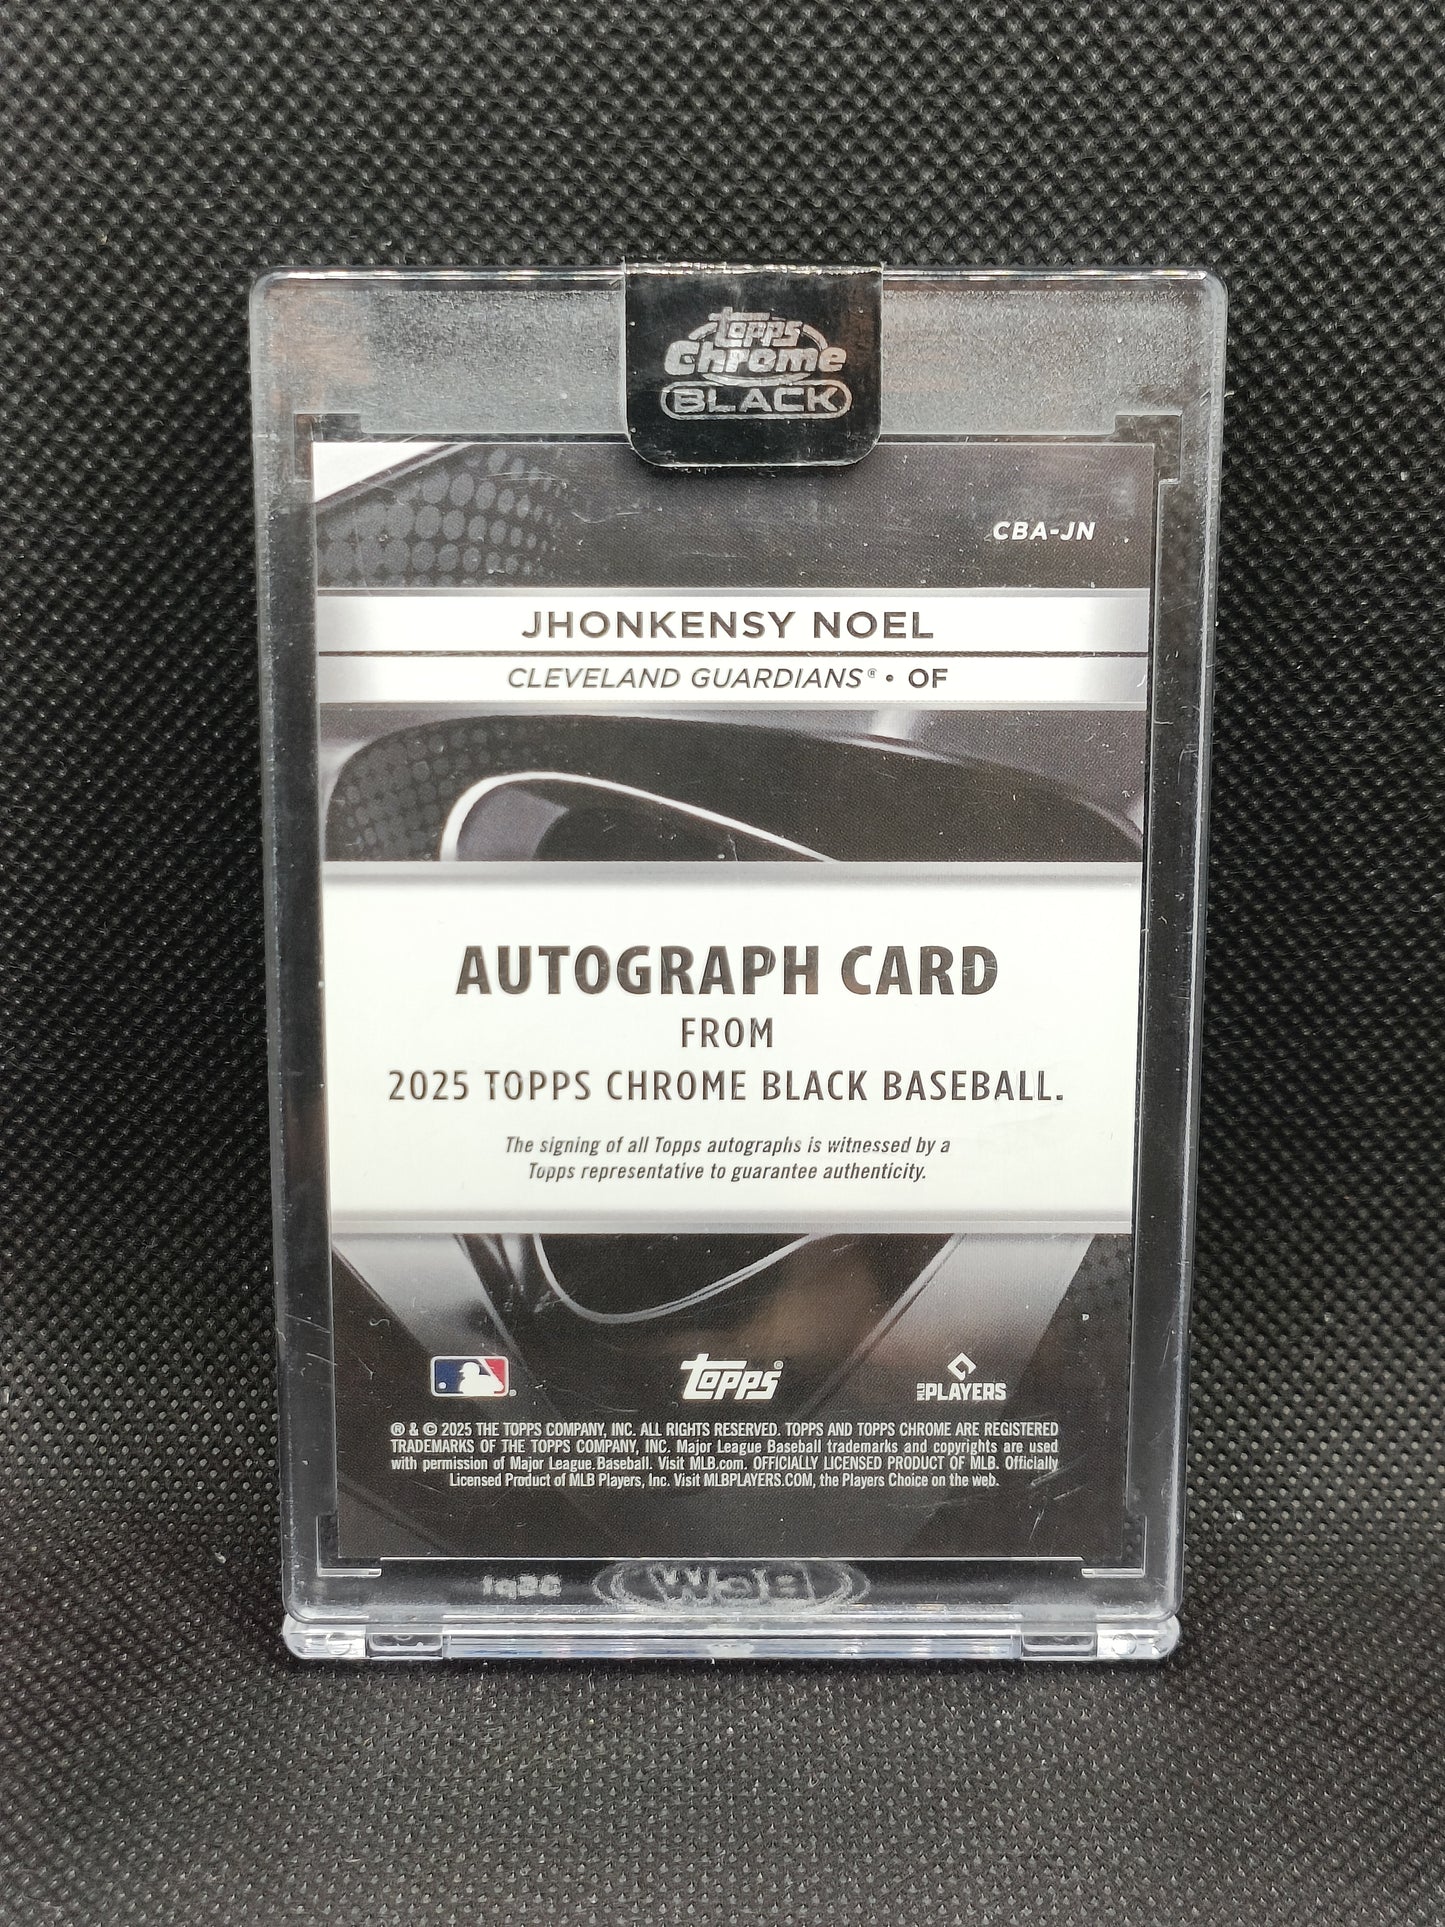 topps
Chrome
BLACK
CBA-JN
JHONKENSY NOEL
CLEVELAND GUARDIANS® • OF
AUTOGRAPH CARD
FROM
2025 TOPPS CHROME BLACK BASEBALL.
The signing of all Topps autographs is witnessed by a
Topps representative to guarantee authenticity.
topps®
MLB PLAYERS
® & © 2025 THE TOPPS COMPANY, INC. ALL RIGHTS RESERVED. TOPPS AND TOPPS CHROME ARE REGISTERED
TRADEMARKS OF THE TOPPS COMPANY, INC. Major League Baseball trademarks and copyrights are used
with permission of Major League Baseball. Visit MLB.com. OFFICIALLY LICENSED PRODUCT OF MLB. Officially
Licensed Product of MLB Players, Inc. Visit MLBPLAYERS.COM, the Players Choice on the web.